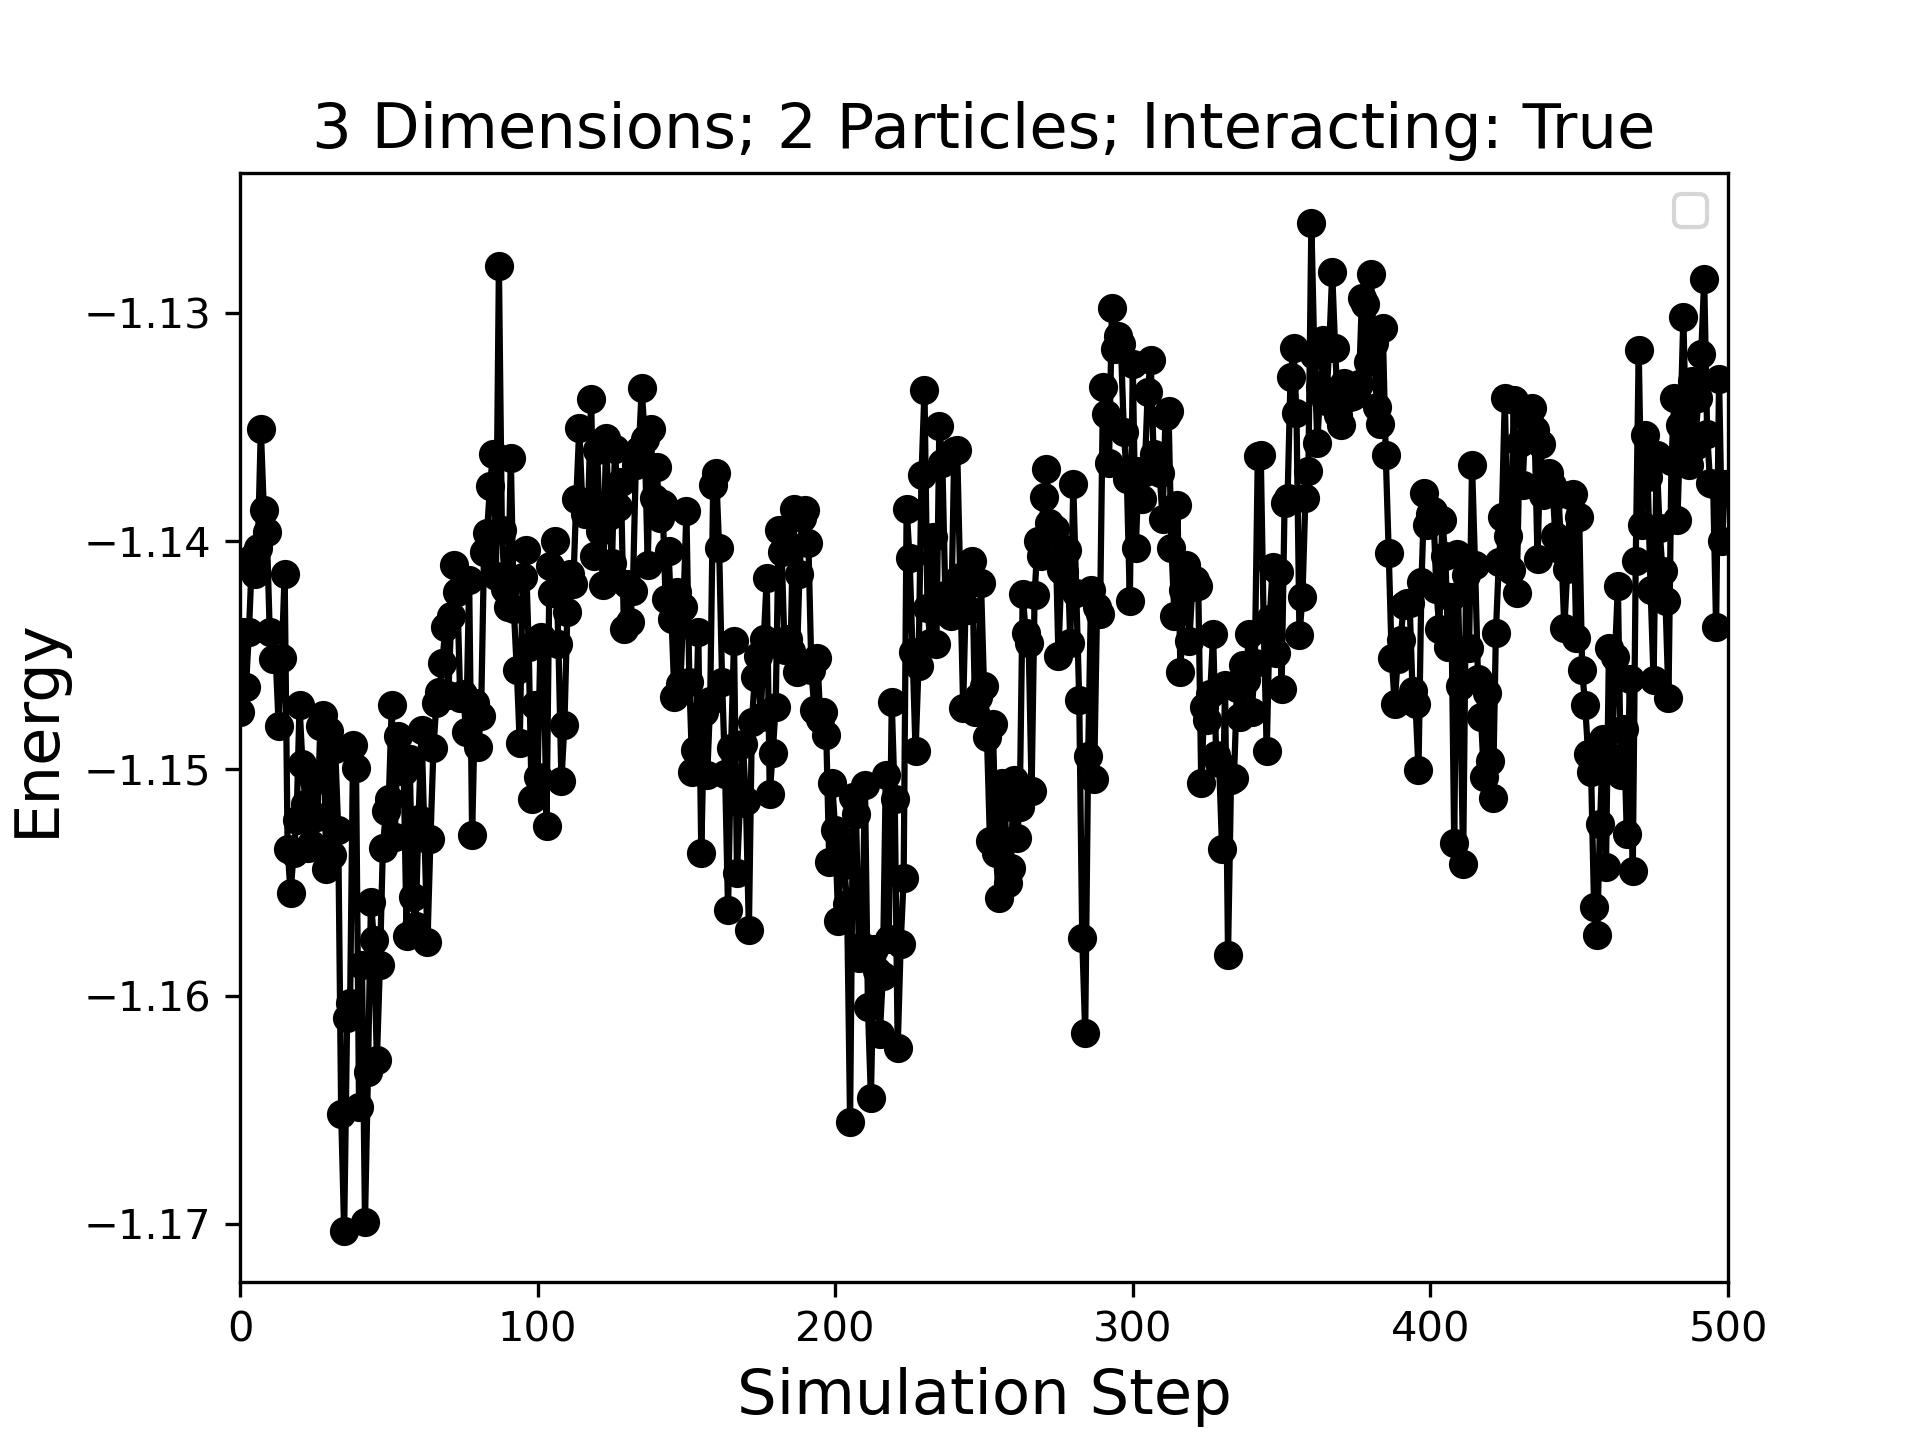 3 Dimensions; 2 Particles; Interacting: True
Energy
−1.13
−1.14
−1.15
−1.16
−1.17
0 100 200 300 400 500
Simulation Step